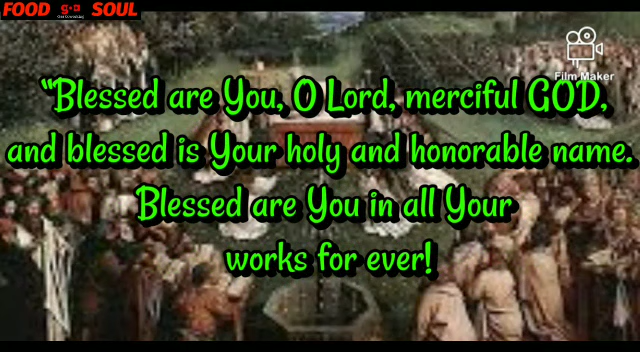 FOOD SOUL
Film Maker
"Blessed are You, O Lord, merciful GOD,
and blessed is Your holy and honorable name.
Blessed are You in all Your
works for ever!